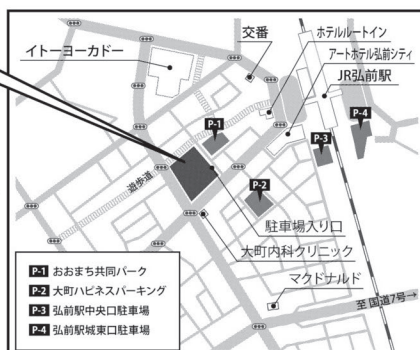 交番
ホテルルートイン
イトーヨーカドー
アートホテル弘前シティ
JR弘前駅
P-1
P-4
P-3
遊歩道
P-2
駐車場入り口
大町内科クリニック
マクドナルド
至 国道7号→
P-1 おおまち共同パーク
P-2 大町ハピネスパーキング
P-3 弘前駅中央口駐車場
P-4 弘前駅城東口駐車場